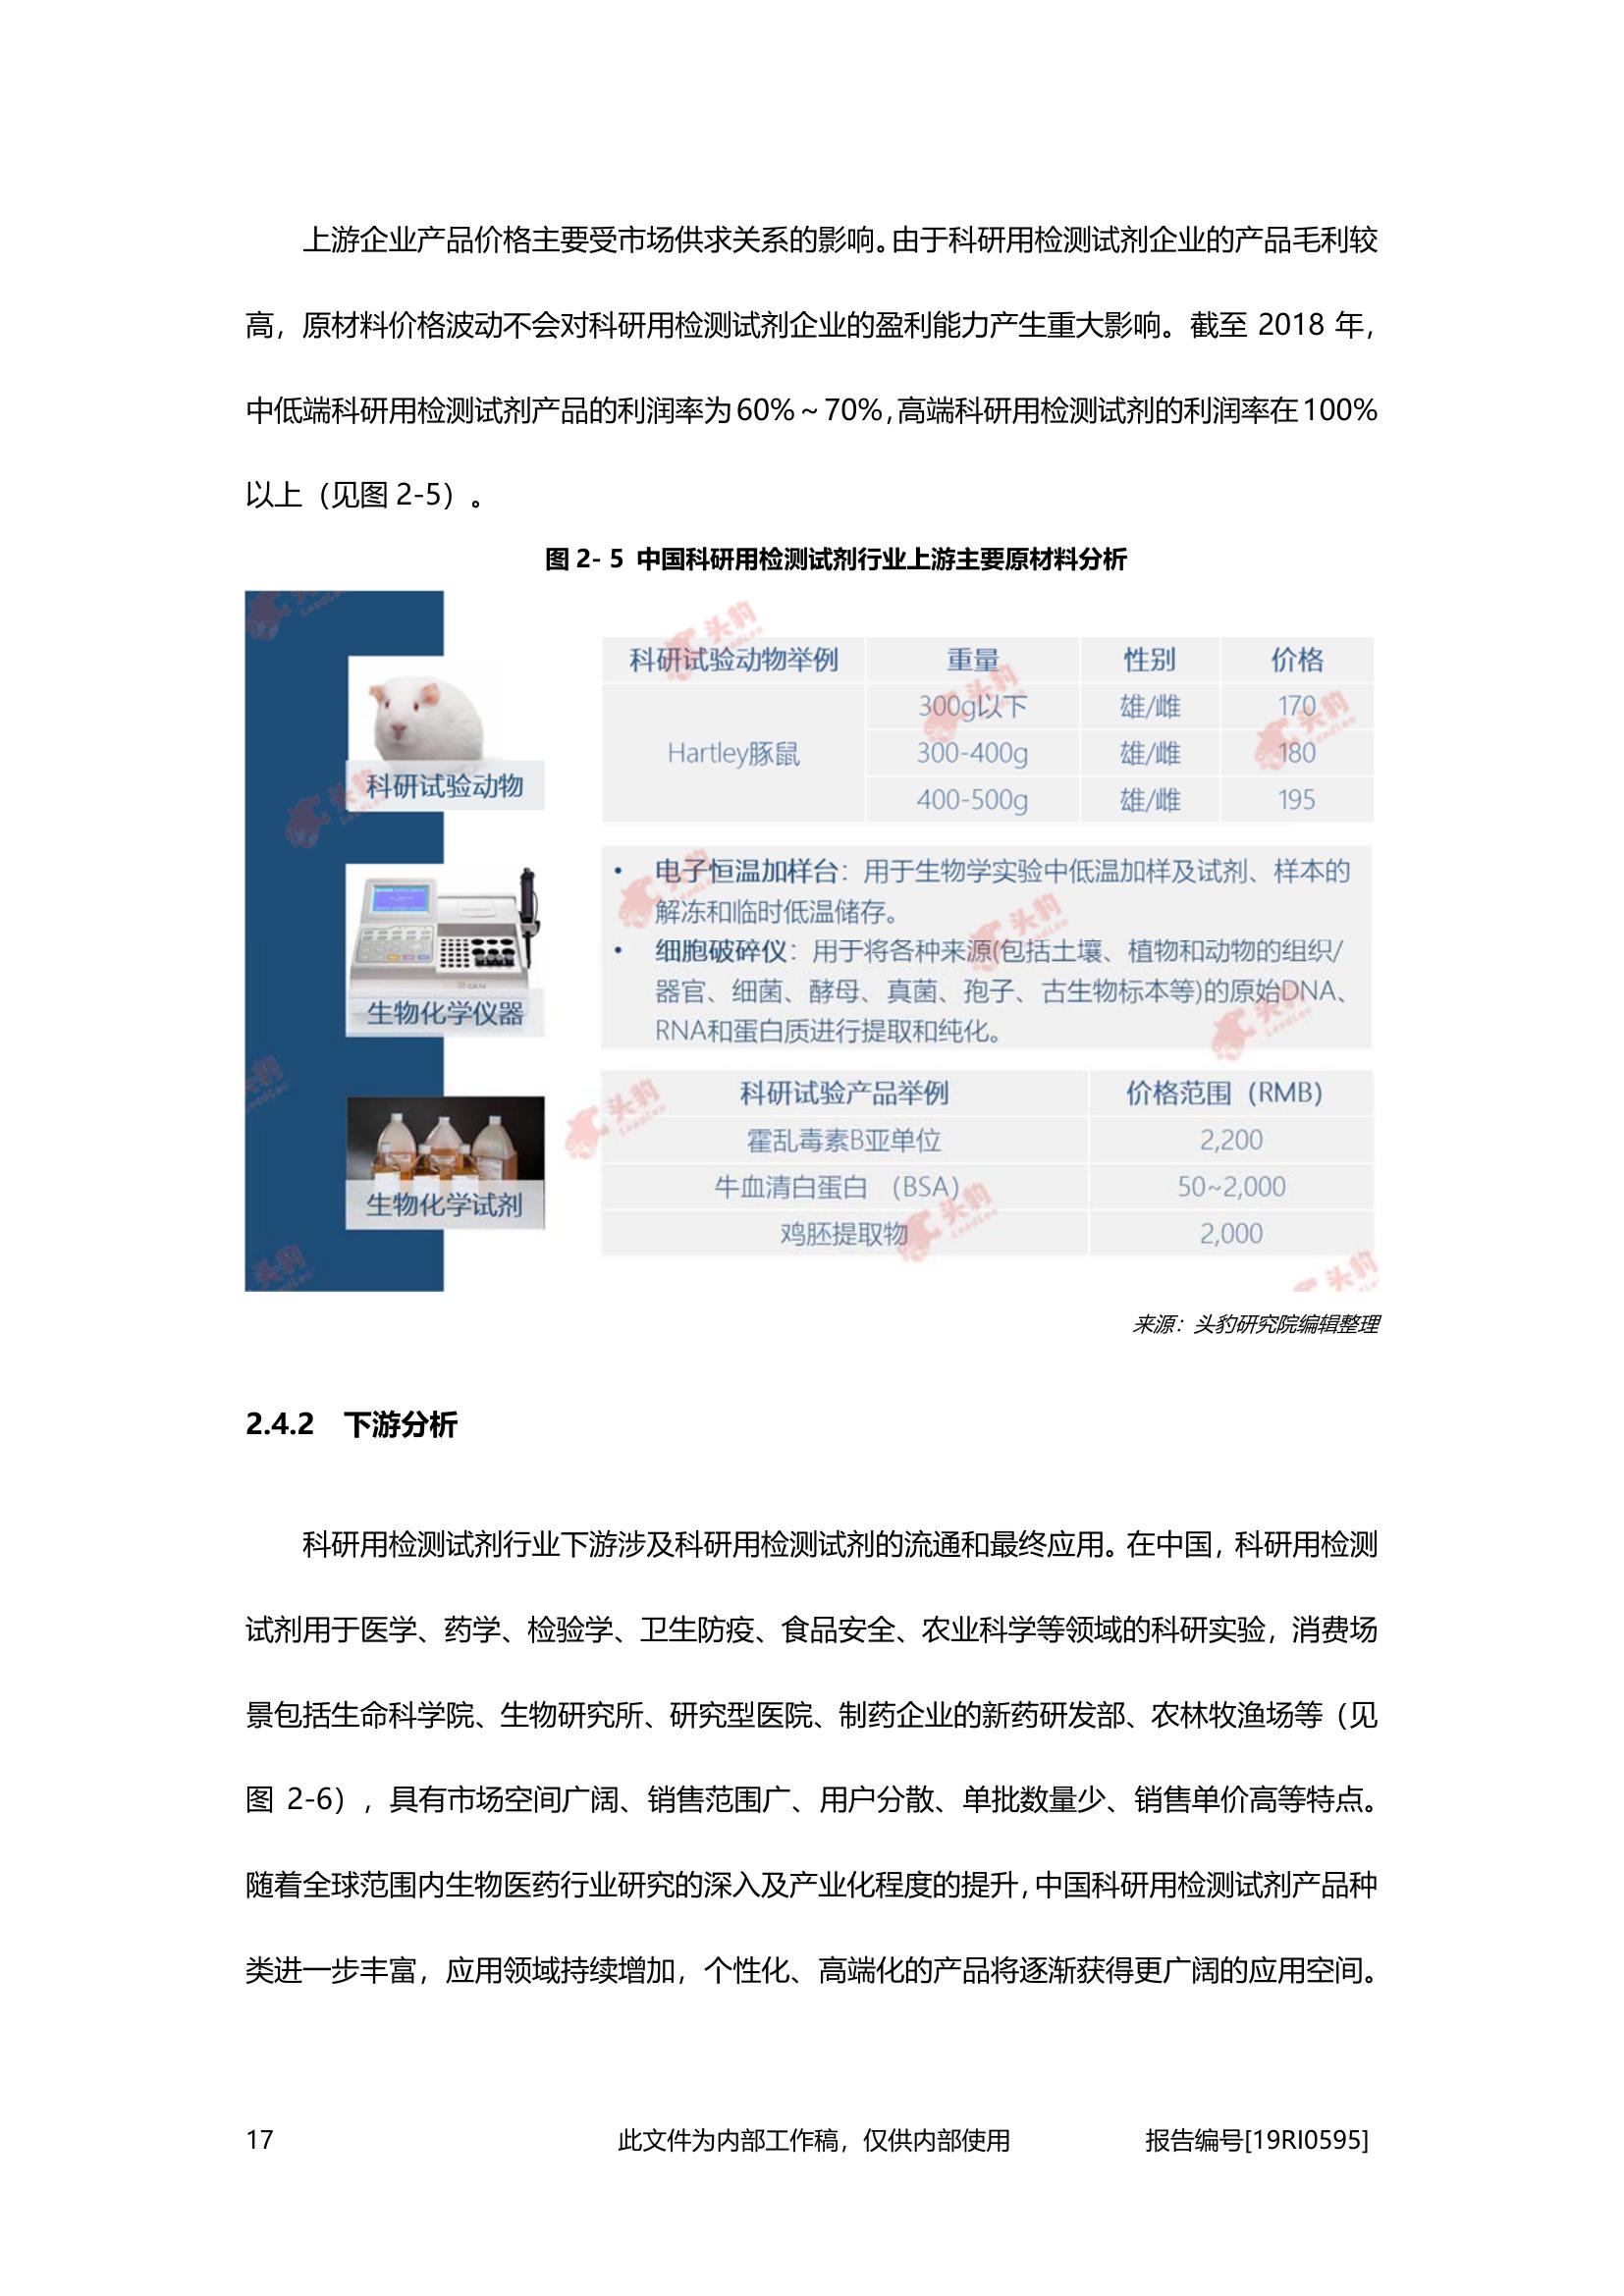 上游企业产品价格主要受市场供求关系的影响。由于科研用检测试剂企业的产品毛利较
高，原材料价格波动不会对科研用检测试剂企业的盈利能力产生重大影响。截至 2018 年，
中低端科研用检测试剂产品的利润率为 60%～70%，高端科研用检测试剂的利润率在 100%
以上（见图 2-5）。
图 2- 5 中国科研用检测试剂行业上游主要原材料分析
科研试验动物
科研试验动物举例 重量 性别 价格
300g以下 雄/雌 170
Hartley豚鼠 300-400g 雄/雌 180
400-500g 雄/雌 195
生物化学仪器
• 电子恒温加样台：用于生物学实验中低温加样及试剂、样本的
解冻和临时低温储存。
• 细胞破碎仪：用于将各种来源(包括土壤、植物和动物的组织/
器官、细菌、酵母、真菌、孢子、古生物标本等)的原始DNA、
RNA和蛋白质进行提取和纯化。
生物化学试剂
科研试验产品举例 价格范围（RMB）
霍乱毒素B亚单位 2,200
牛血清白蛋白 （BSA） 50~2,000
鸡胚提取物 2,000
头豹
LeadLeo
来源：头豹研究院编辑整理
2.4.2 下游分析
科研用检测试剂行业下游涉及科研用检测试剂的流通和最终应用。在中国，科研用检测
试剂用于医学、药学、检验学、卫生防疫、食品安全、农业科学等领域的科研实验，消费场
景包括生命科学院、生物研究所、研究型医院、制药企业的新药研发部、农林牧渔场等（见
图 2-6），具有市场空间广阔、销售范围广、用户分散、单批数量少、销售单价高等特点。
随着全球范围内生物医药行业研究的深入及产业化程度的提升，中国科研用检测试剂产品种
类进一步丰富，应用领域持续增加，个性化、高端化的产品将逐渐获得更广阔的应用空间。
17 此文件为内部工作稿，仅供内部使用 报告编号[19RI0595]